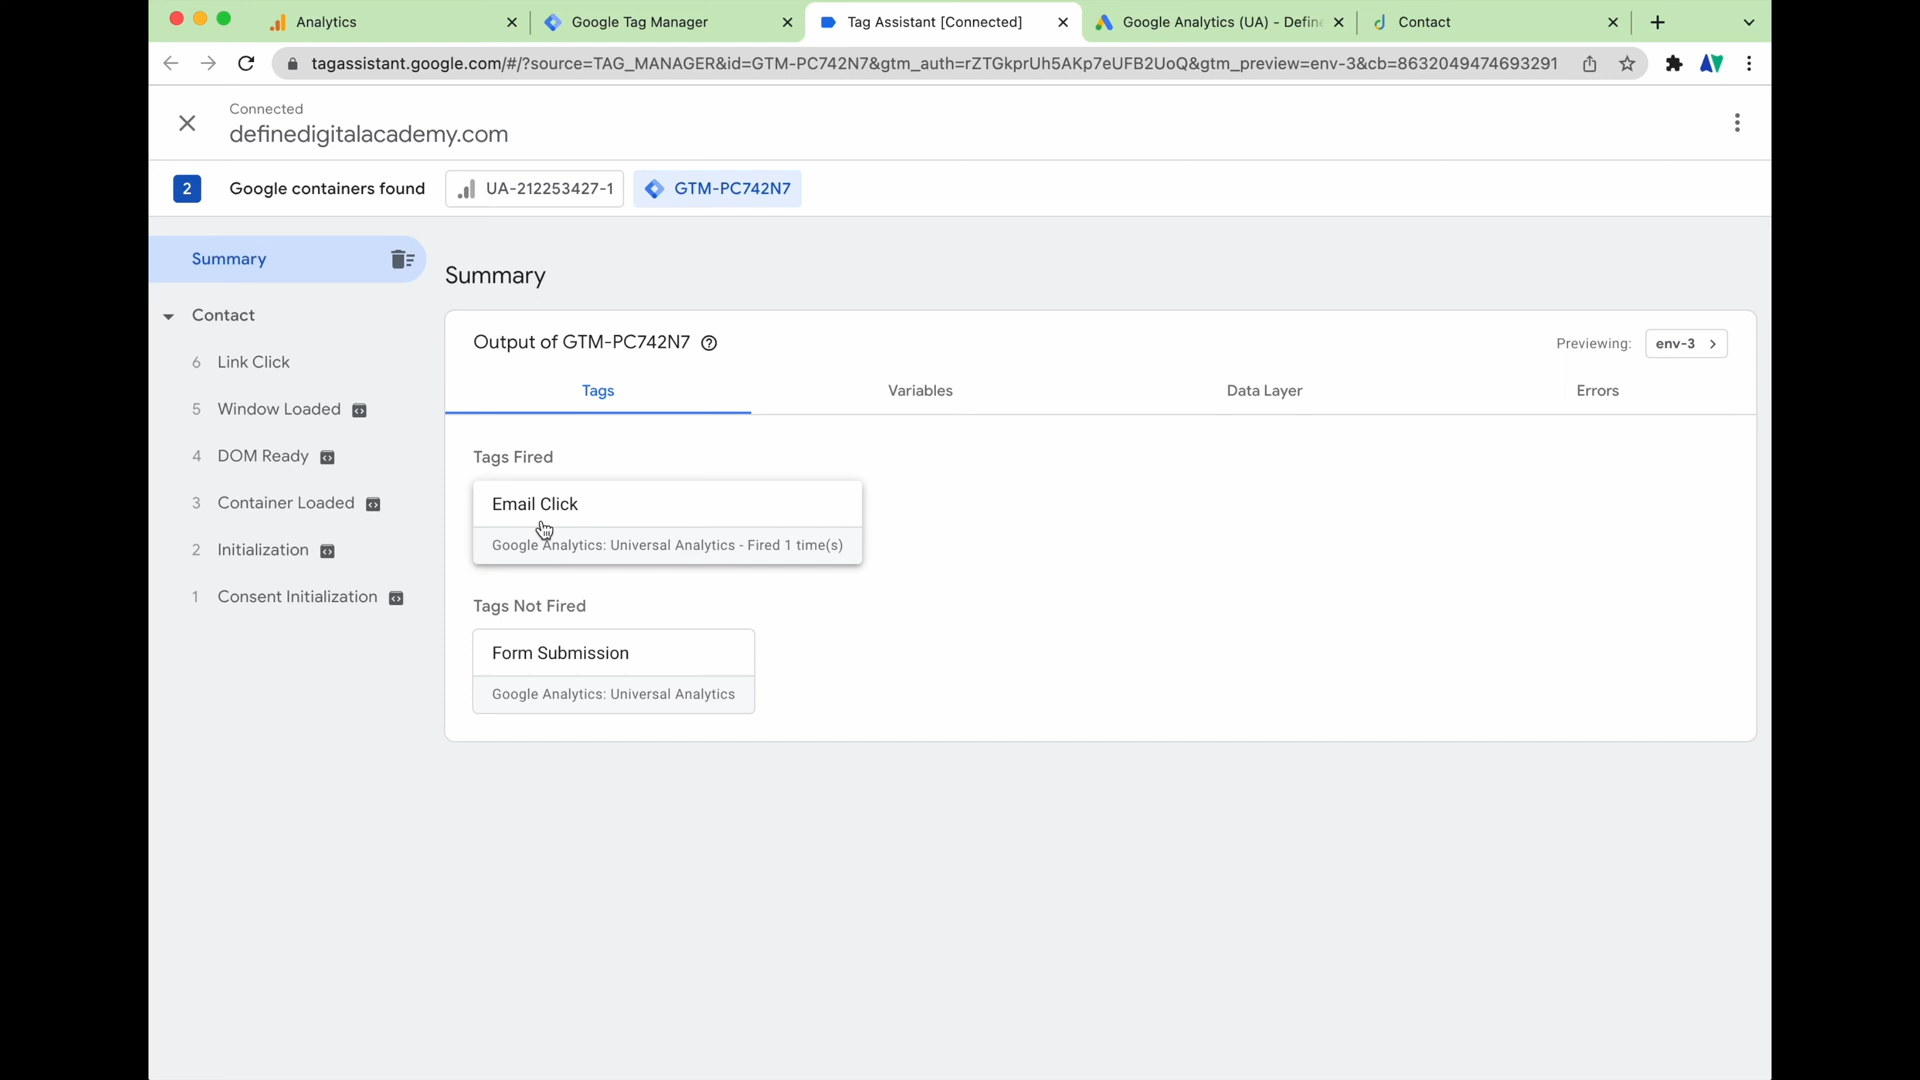 Analytics
Google Tag Manager
Tag Assistant [Connected]
Google Analytics (UA) - Define
Contact
tagassistant.google.com/#/?source=TAG_MANAGER&id=GTM-PC742N7&gtm_auth=rZTGkprUh5AKp7eUFB2UoQ&gtm_preview=env-3&cb=8632049474693291
Connected
definedigitalacademy.com
2 Google containers found UA-212253427-1 GTM-PC742N7
Summary
Contact
6 Link Click
5 Window Loaded
4 DOM Ready
3 Container Loaded
2 Initialization
1 Consent Initialization
Summary
Output of GTM-PC742N7
Previewing: env-3
Tags Variables Data Layer Errors
Tags Fired
Email Click
Google Analytics: Universal Analytics - Fired 1 time(s)
Tags Not Fired
Form Submission
Google Analytics: Universal Analytics